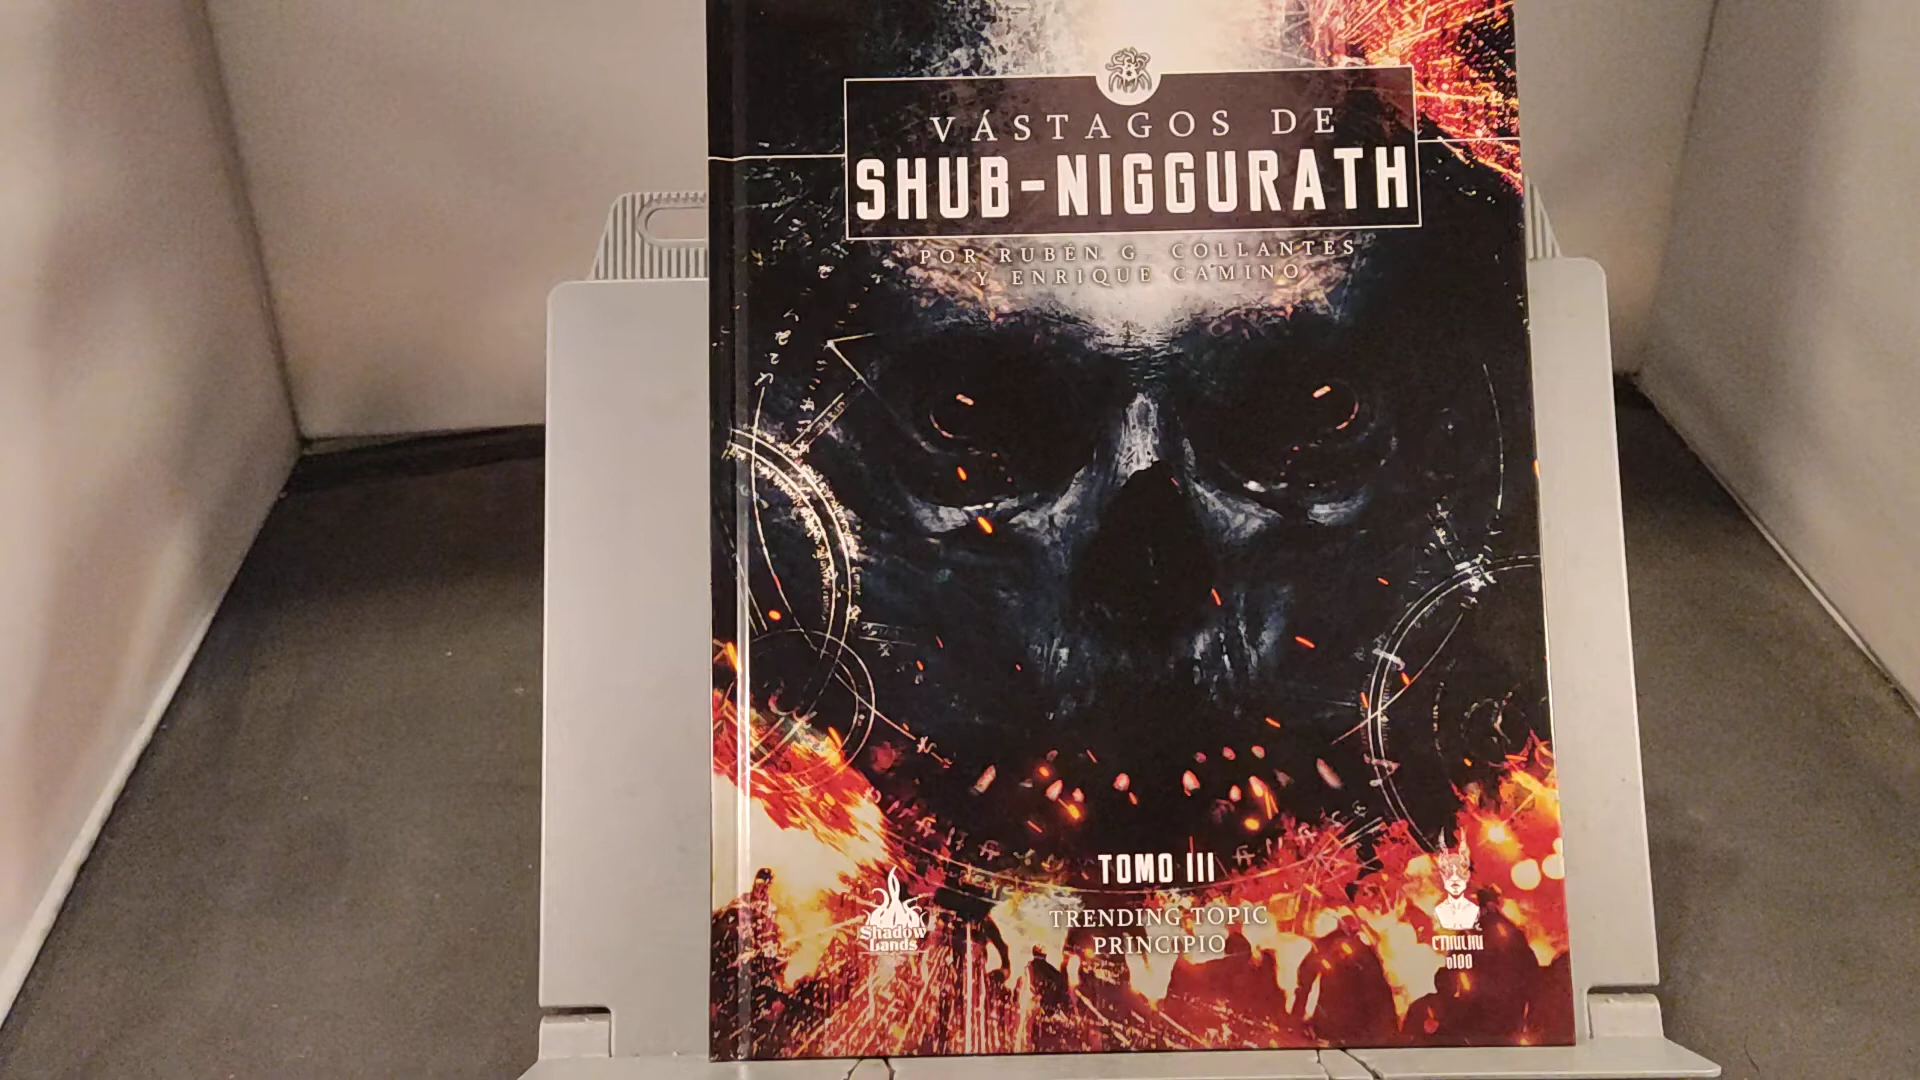 VÁSTAGOS DE
SHUB-NIGGURATH
POR RUBÉN G. COLLANTES
Y ENRIQUE CAMINO
TOMO III
TRENDING TOPIC
PRINCIPIO
Shadow
Lands
CTHULHU
D100